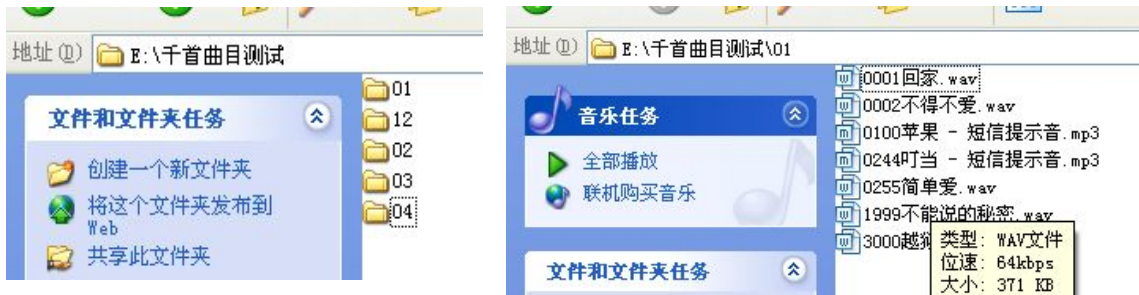 地址(D) E:\千首曲目测试
文件和文件夹任务
创建一个新文件夹
将这个文件夹发布到
Web
共享此文件夹
01
12
02
03
04
地址(D) E:\千首曲目测试\01
音乐任务
全部播放
联机购买音乐
文件和文件夹任务
0001回家.wav
0002不得不爱.wav
0100苹果 - 短信提示音.mp3
0244叮当 - 短信提示音.mp3
0255简单爱.wav
1999不能说的秘密.wav
3000越狱
类型: WAV文件
位速: 64kbps
大小: 371 KB